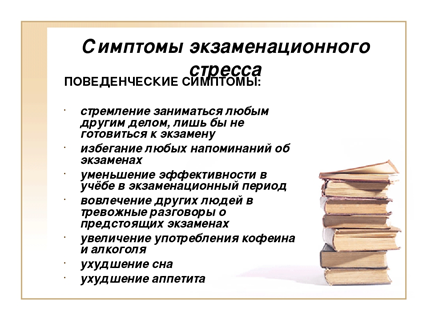 Симптомы экзаменационного
стресса
ПОВЕДЕНЧЕСКИЕ СИМПТОМЫ:
· стремление заниматься любым
другим делом, лишь бы не
готовиться к экзамену
· избегание любых напоминаний об
экзаменах
· уменьшение эффективности в
учёбе в экзаменационный период
· вовлечение других людей в
тревожные разговоры о
предстоящих экзаменах
· увеличение употребления кофеина
и алкоголя
· ухудшение сна
· ухудшение аппетита